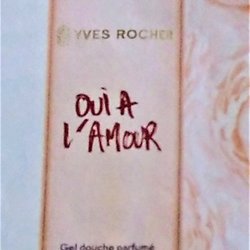 YVES ROCHER
OUİ A
L'AMOUR
Gel douche parfumé